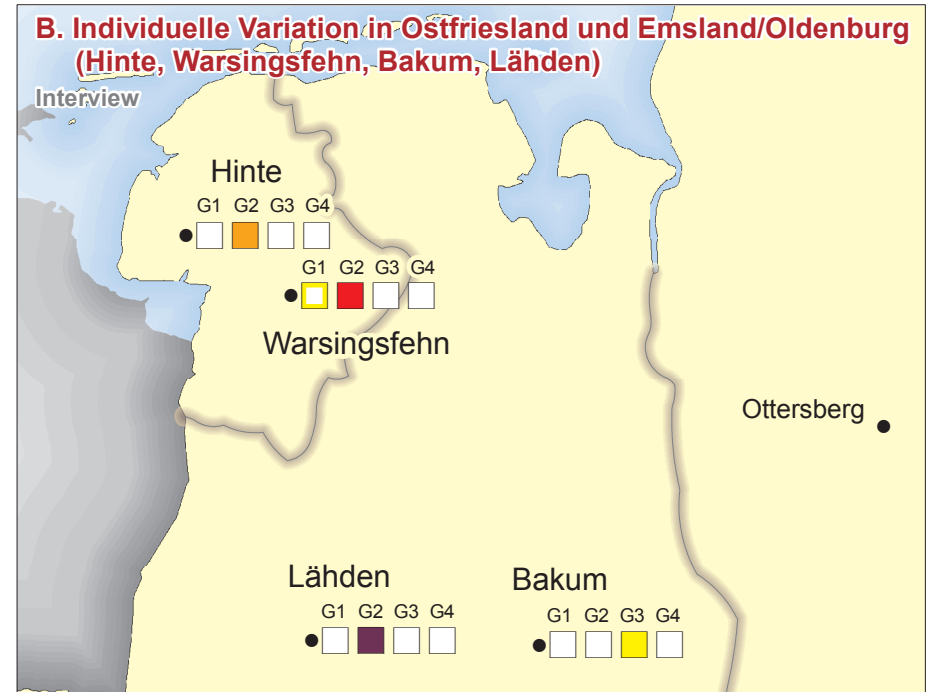 B. Individuelle Variation in Ostfriesland und Emsland/Oldenburg
(Hinte, Warsingsfehn, Bakum, Lähden)
Interview
Hinte
G1 G2 G3 G4
G1 G2 G3 G4
Warsingsfehn
Ottersberg
Lähden
G1 G2 G3 G4
Bakum
G1 G2 G3 G4